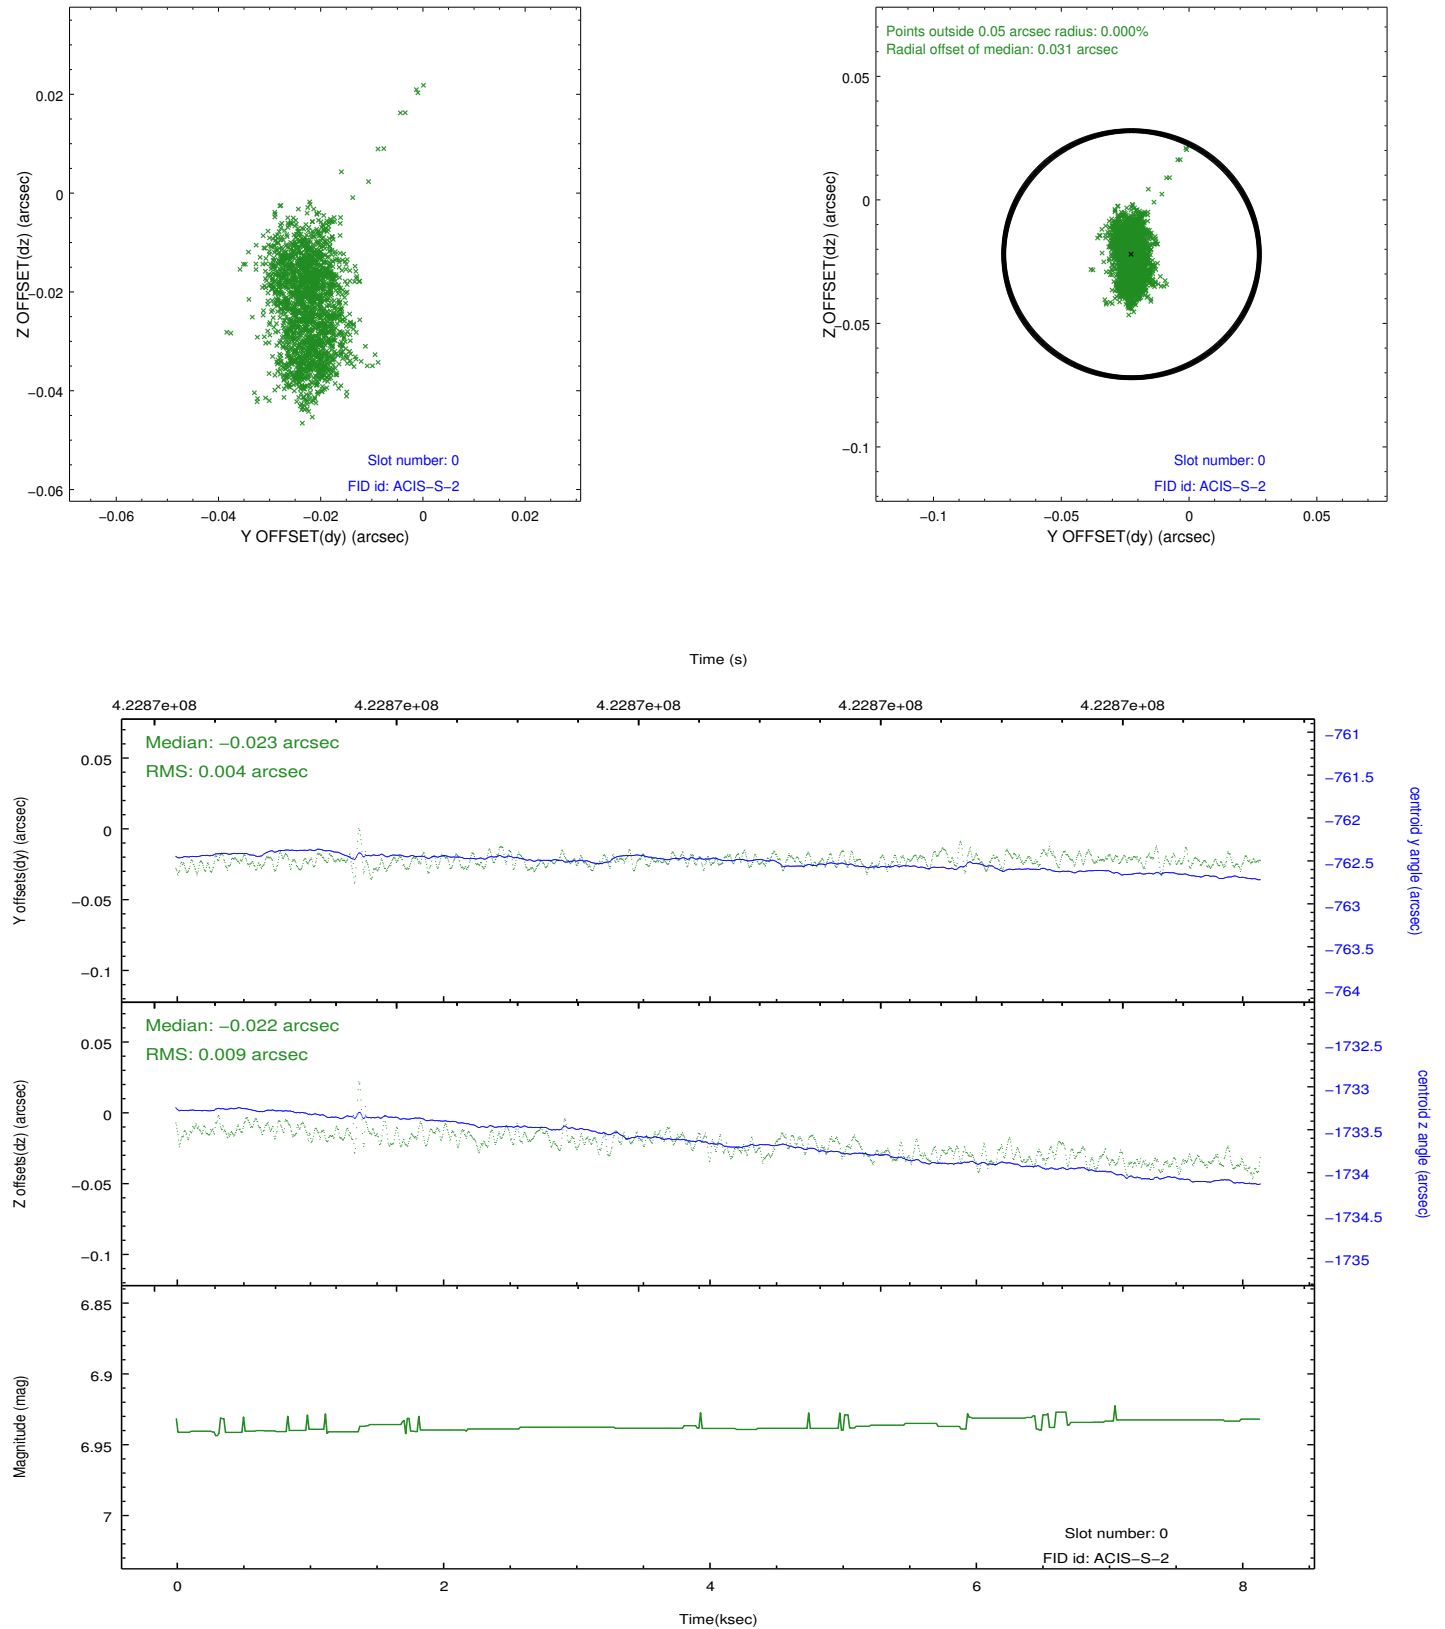 0.02
0
−0.02
−0.04
−0.06
Z OFFSET(dz) (arcsec)
Slot number: 0
FID id: ACIS−S−2
−0.06
−0.04
−0.02
0
0.02
Y OFFSET(dy) (arcsec)
Points outside 0.05 arcsec radius: 0.000%
Radial offset of median: 0.031 arcsec
0.05
0
−0.05
−0.1
Z OFFSET(dz) (arcsec)
Slot number: 0
FID id: ACIS−S−2
−0.1
−0.05
0
0.05
Y OFFSET(dy) (arcsec)
Time (s)
4.2287e+08
4.2287e+08
4.2287e+08
4.2287e+08
4.2287e+08
Median: −0.023 arcsec
RMS: 0.004 arcsec
0.05
0
−0.05
−0.1
Y offsets(dy) (arcsec)
−761
−761.5
−762
−762.5
−763
−763.5
−764
centroid y angle (arcsec)
Median: −0.022 arcsec
RMS: 0.009 arcsec
0.05
0
−0.05
−0.1
Z offsets(dz) (arcsec)
−1732.5
−1733
−1733.5
−1734
−1734.5
−1735
centroid z angle (arcsec)
6.85
6.9
6.95
7
Magnitude (mag)
Slot number: 0
FID id: ACIS−S−2
0
2
4
6
8
Time(ksec)